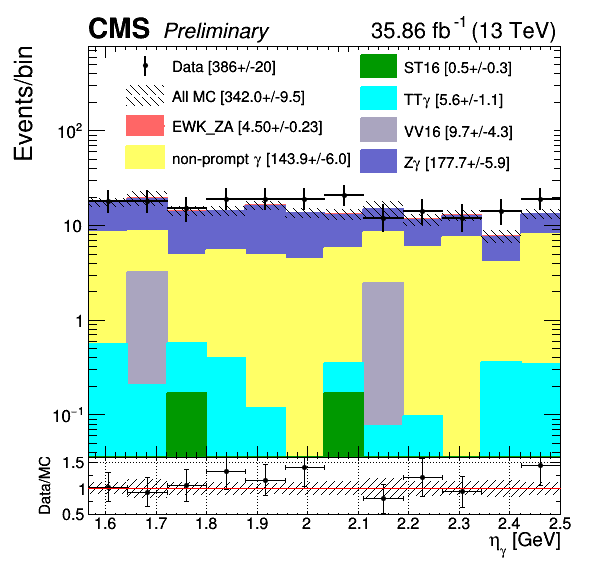 CMS Preliminary 35.86 fb⁻¹ (13 TeV)
Events/bin
Data [386+/-20]
All MC [342.0+/-9.5]
EWK_ZA [4.50+/-0.23]
non-prompt γ [143.9+/-6.0]
ST16 [0.5+/-0.3]
TTγ [5.6+/-1.1]
VV16 [9.7+/-4.3]
Zγ [177.7+/-5.9]
10²
10
1
10⁻¹
Data/MC
1.5
1
0.5
1.6 1.7 1.8 1.9 2 2.1 2.2 2.3 2.4 2.5
η_γ [GeV]